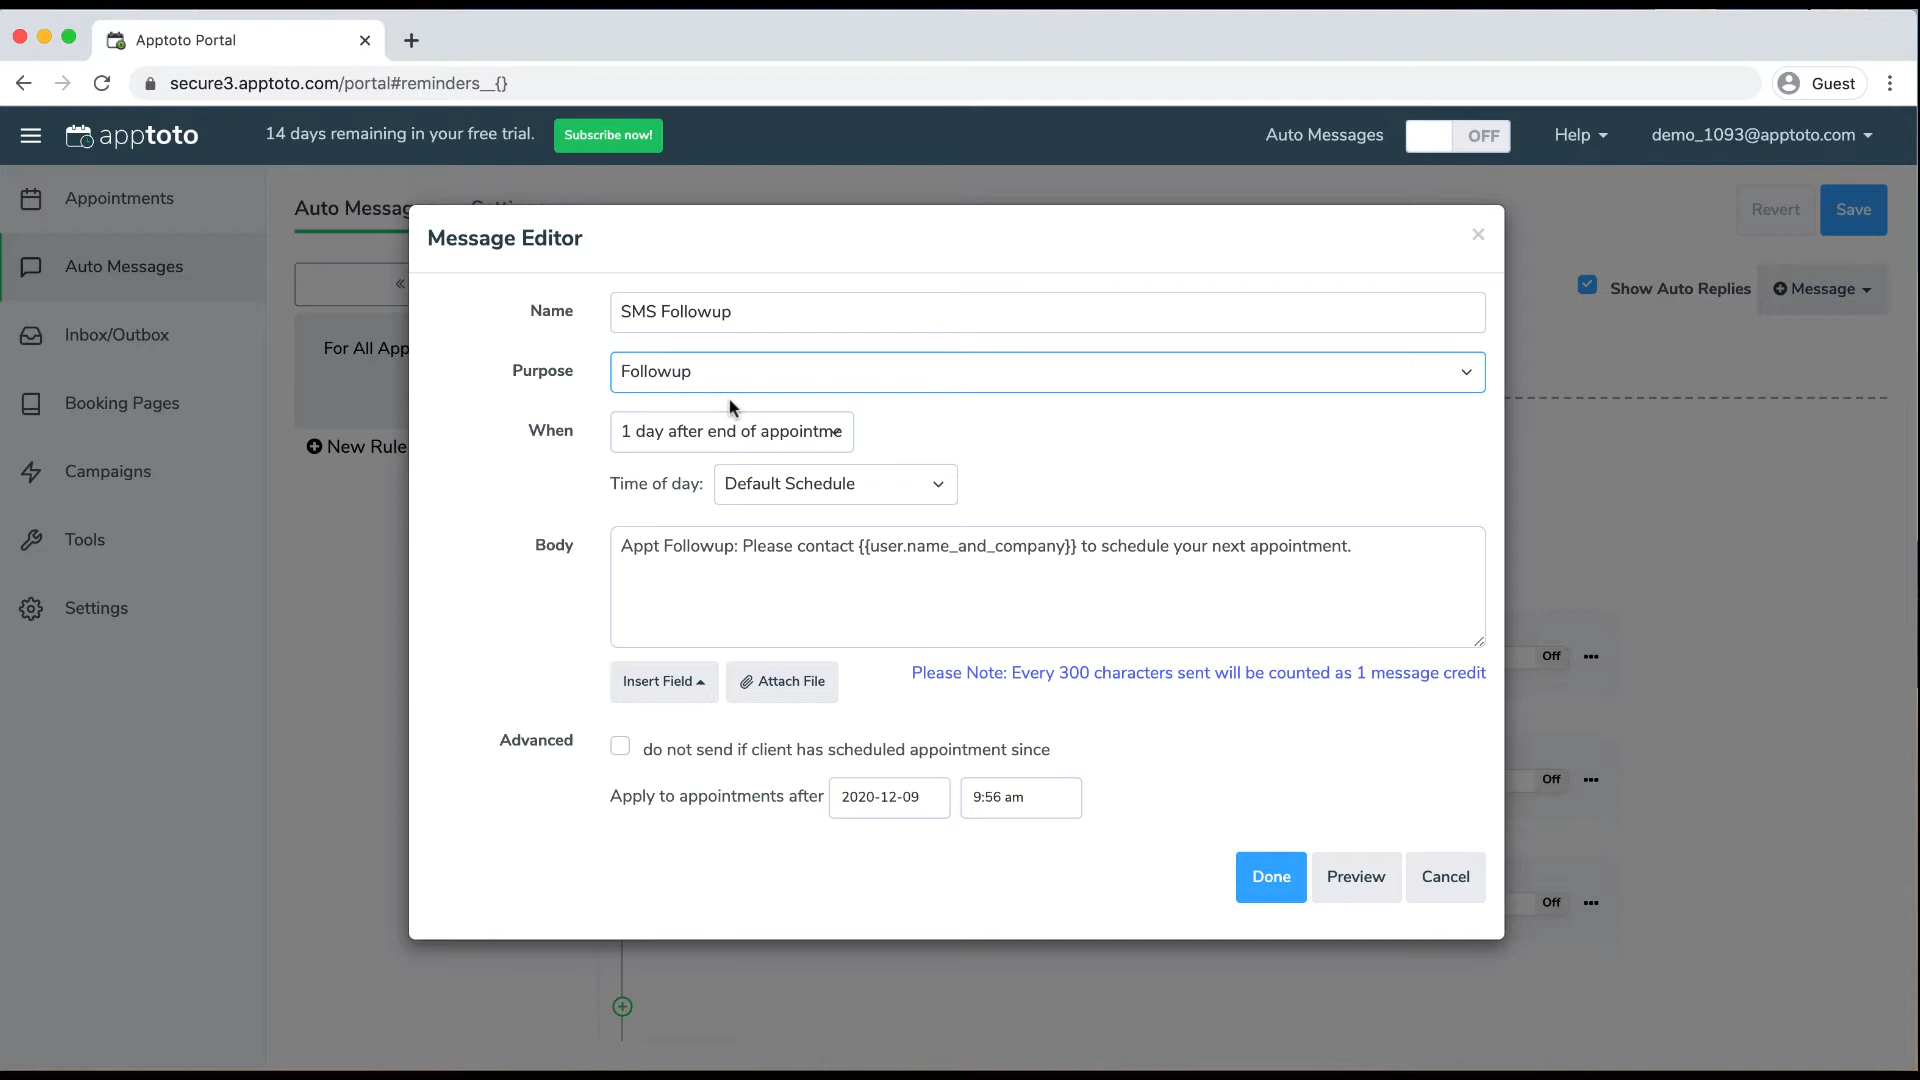 Apptoto Portal
secure3.apptoto.com/portal#reminders__{}
Guest
apptoto
14 days remaining in your free trial.
Subscribe now!
Auto Messages
OFF
Help
demo_1093@apptoto.com
Appointments
Auto Messages
Inbox/Outbox
Booking Pages
Campaigns
Tools
Settings
Auto Messag
Revert
Save
«
Show Auto Replies
Message
For All App
New Rule
Message Editor
×
Name
SMS Followup
Purpose
Followup
When
1 day after end of appointme
Time of day:
Default Schedule
Body
Appt Followup: Please contact {{user.name_and_company}} to schedule your next appointment.
Insert Field
Attach File
Please Note: Every 300 characters sent will be counted as 1 message credit
Advanced
do not send if client has scheduled appointment since
Apply to appointments after
2020-12-09
9:56 am
Done
Preview
Cancel
Off
Off
Off